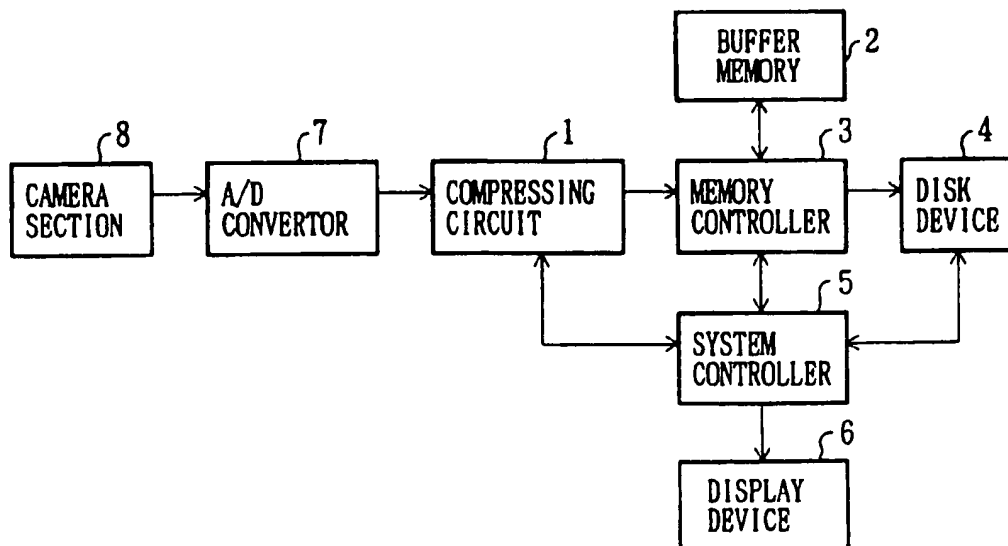 BUFFER
MEMORY
2
8
7
1
3
4
CAMERA
SECTION
A/D
CONVERTOR
COMPRESSING
CIRCUIT
MEMORY
CONTROLLER
DISK
DEVICE
5
SYSTEM
CONTROLLER
6
DISPLAY
DEVICE